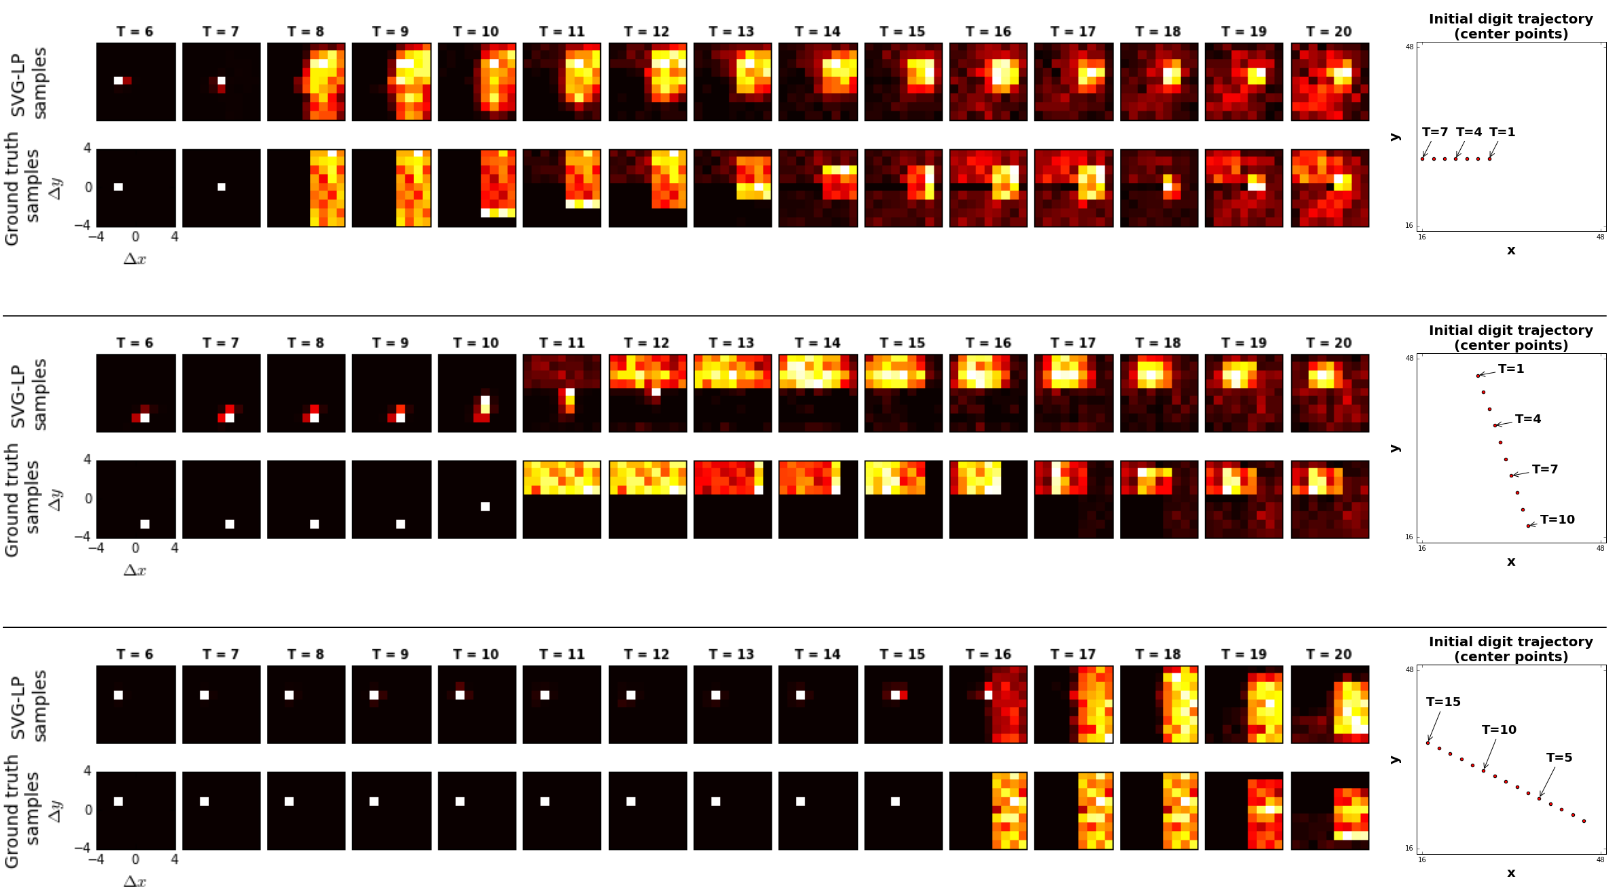 T = 6 T = 7 T = 8 T = 9 T = 10 T = 11 T = 12 T = 13 T = 14 T = 15 T = 16 T = 17 T = 18 T = 19 T = 20
SVG-LP
samples
Ground truth
samples
Δy
4
0
−4
−4 0 4
Δx
Initial digit trajectory
(center points)
48
y
T=7 T=4 T=1
16
16 48
x
T = 6 T = 7 T = 8 T = 9 T = 10 T = 11 T = 12 T = 13 T = 14 T = 15 T = 16 T = 17 T = 18 T = 19 T = 20
SVG-LP
samples
Ground truth
samples
Δy
4
0
−4
−4 0 4
Δx
Initial digit trajectory
(center points)
48
T=1
T=4
y
T=7
T=10
16
16 48
x
T = 6 T = 7 T = 8 T = 9 T = 10 T = 11 T = 12 T = 13 T = 14 T = 15 T = 16 T = 17 T = 18 T = 19 T = 20
SVG-LP
samples
Ground truth
samples
Δy
4
0
−4
−4 0 4
Δx
Initial digit trajectory
(center points)
48
T=15
T=10
T=5
y
16
16 48
x